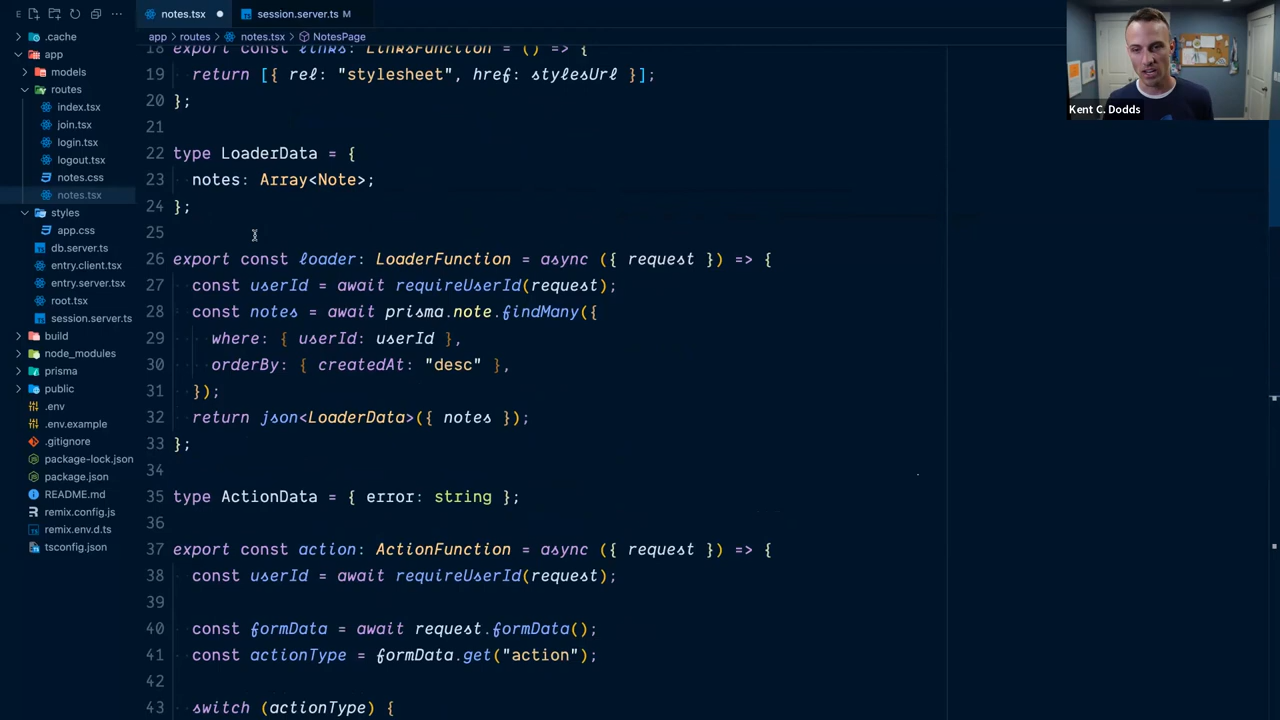 notes.tsx
session.server.ts M
app
routes
notes.tsx
NotesPage
.cache
app
models
routes
index.tsx
join.tsx
login.tsx
logout.tsx
notes.css
notes.tsx
styles
app.css
db.server.ts
entry.client.tsx
entry.server.tsx
root.tsx
session.server.ts
build
node_modules
prisma
public
.env
.env.example
.gitignore
package-lock.json
package.json
README.md
remix.config.js
remix.env.d.ts
tsconfig.json
18 export const links: LinksFunction = () => {
19 return [{ rel: "stylesheet", href: stylesUrl }];
20 };
21
22 type LoaderData = {
23 notes: Array<Note>;
24 };
25
26 export const loader: LoaderFunction = async ({ request }) => {
27 const userId = await requireUserId(request);
28 const notes = await prisma.note.findMany({
29 where: { userId: userId },
30 orderBy: { createdAt: "desc" },
31 });
32 return json<LoaderData>({ notes });
33 };
34
35 type ActionData = { error: string };
36
37 export const action: ActionFunction = async ({ request }) => {
38 const userId = await requireUserId(request);
39
40 const formData = await request.formData();
41 const actionType = formData.get("action");
42
43 switch (actionType) {
Kent C. Dodds